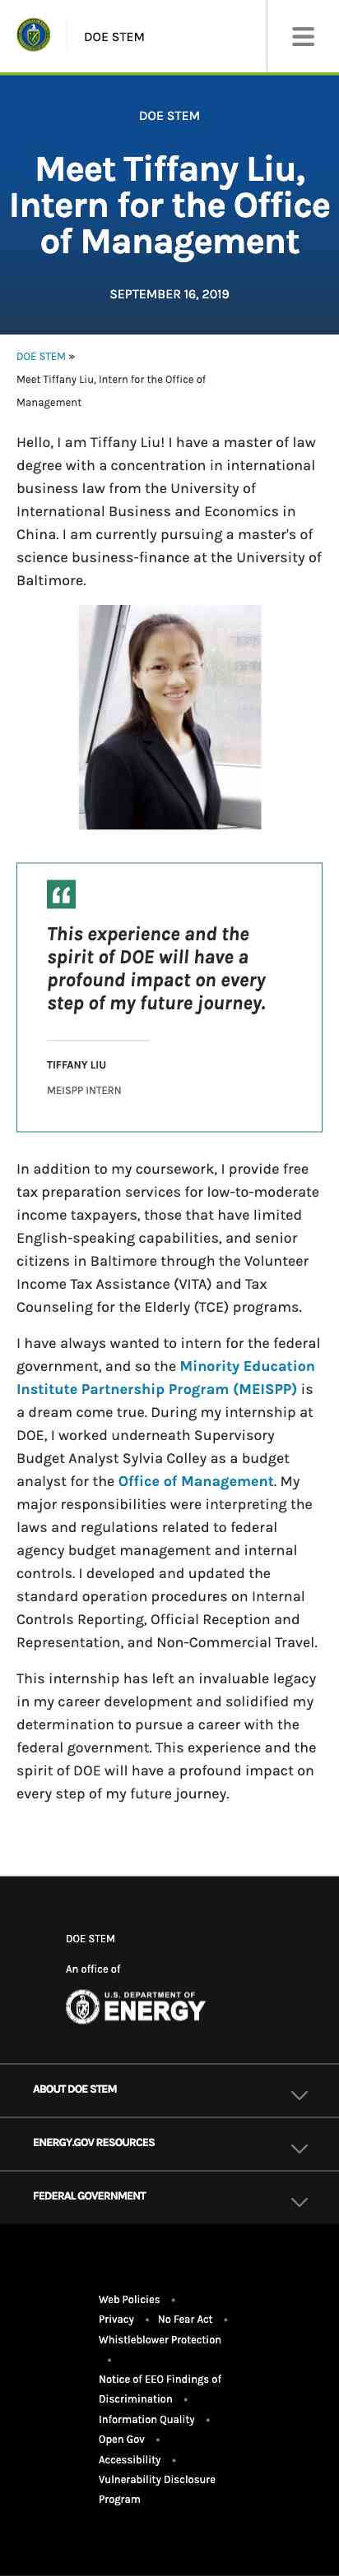 DOE STEM
DOE STEM
Meet Tiffany Liu,
Intern for the Office
of Management
SEPTEMBER 16, 2019
DOE STEM »
Meet Tiffany Liu, Intern for the Office of
Management
Hello, I am Tiffany Liu! I have a master of law
degree with a concentration in international
business law from the University of
International Business and Economics in
China. I am currently pursuing a master's of
science business-finance at the University of
Baltimore.
This experience and the
spirit of DOE will have a
profound impact on every
step of my future journey.
TIFFANY LIU
MEISPP INTERN
In addition to my coursework, I provide free
tax preparation services for low-to-moderate
income taxpayers, those that have limited
English-speaking capabilities, and senior
citizens in Baltimore through the Volunteer
Income Tax Assistance (VITA) and Tax
Counseling for the Elderly (TCE) programs.
I have always wanted to intern for the federal
government, and so the Minority Education
Institute Partnership Program (MEISPP) is
a dream come true. During my internship at
DOE, I worked underneath Supervisory
Budget Analyst Sylvia Colley as a budget
analyst for the Office of Management. My
major responsibilities were interpreting the
laws and regulations related to federal
agency budget management and internal
controls. I developed and updated the
standard operation procedures on Internal
Controls Reporting, Official Reception and
Representation, and Non-Commercial Travel.
This internship has left an invaluable legacy
in my career development and solidified my
determination to pursue a career with the
federal government. This experience and the
spirit of DOE will have a profound impact on
every step of my future journey.
DOE STEM
An office of
U.S. DEPARTMENT OF
ENERGY
ABOUT DOE STEM
ENERGY.GOV RESOURCES
FEDERAL GOVERNMENT
Web Policies •
Privacy • No Fear Act •
Whistleblower Protection
•
Notice of EEO Findings of
Discrimination •
Information Quality •
Open Gov •
Accessibility •
Vulnerability Disclosure
Program